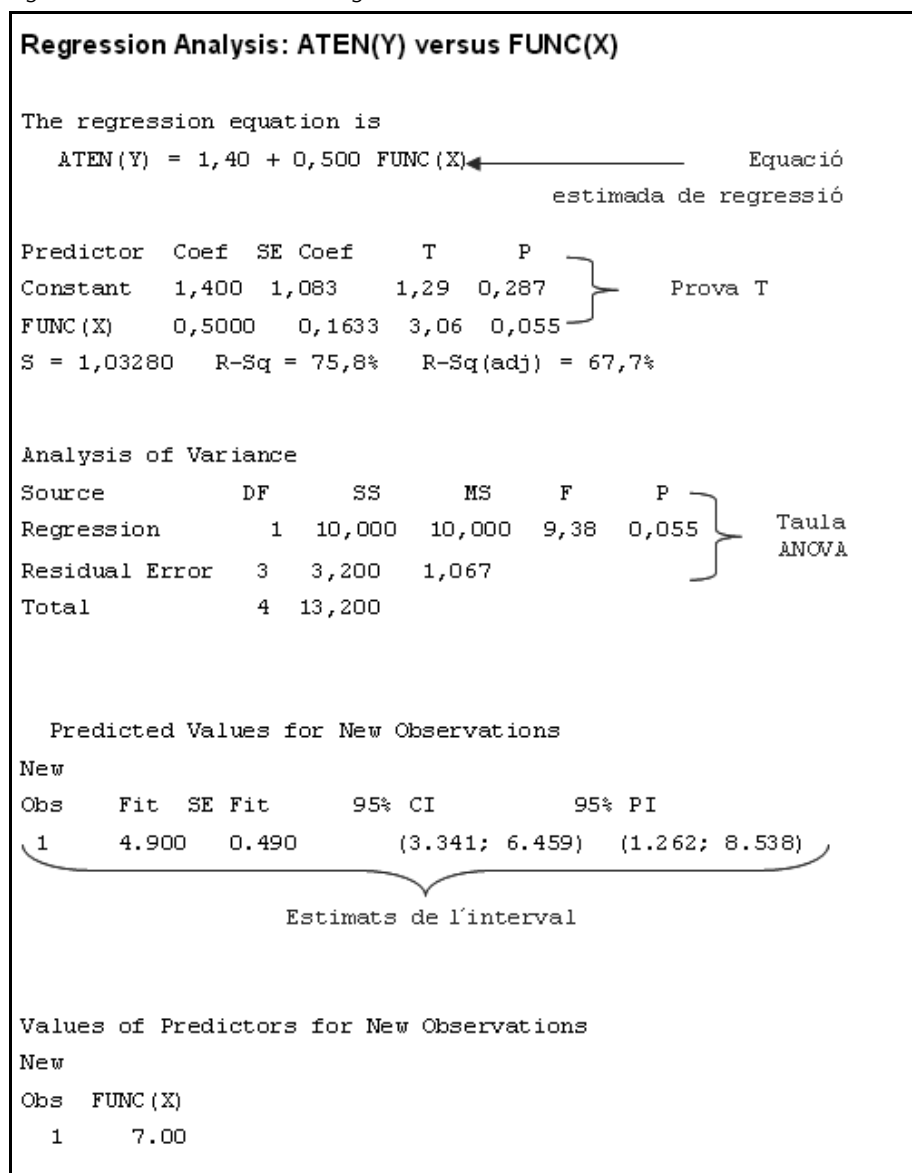 Regression Analysis: ATEN(Y) versus FUNC(X)
The regression equation is
ATEN(Y) = 1,40 + 0,500 FUNC(X) Equació
estimada de regressió
Predictor Coef SE Coef T P
Constant 1,400 1,083 1,29 0,287 Prova T
FUNC(X) 0,5000 0,1633 3,06 0,055
S = 1,03280 R-Sq = 75,8% R-Sq(adj) = 67,7%
Analysis of Variance
Source DF SS MS F P
Regression 1 10,000 10,000 9,38 0,055 Taula
ANOVA
Residual Error 3 3,200 1,067
Total 4 13,200
Predicted Values for New Observations
New
Obs Fit SE Fit 95% CI 95% PI
1 4.900 0.490 (3.341; 6.459) (1.262; 8.538)
Estimats de l´interval
Values of Predictors for New Observations
New
Obs FUNC(X)
1 7.00